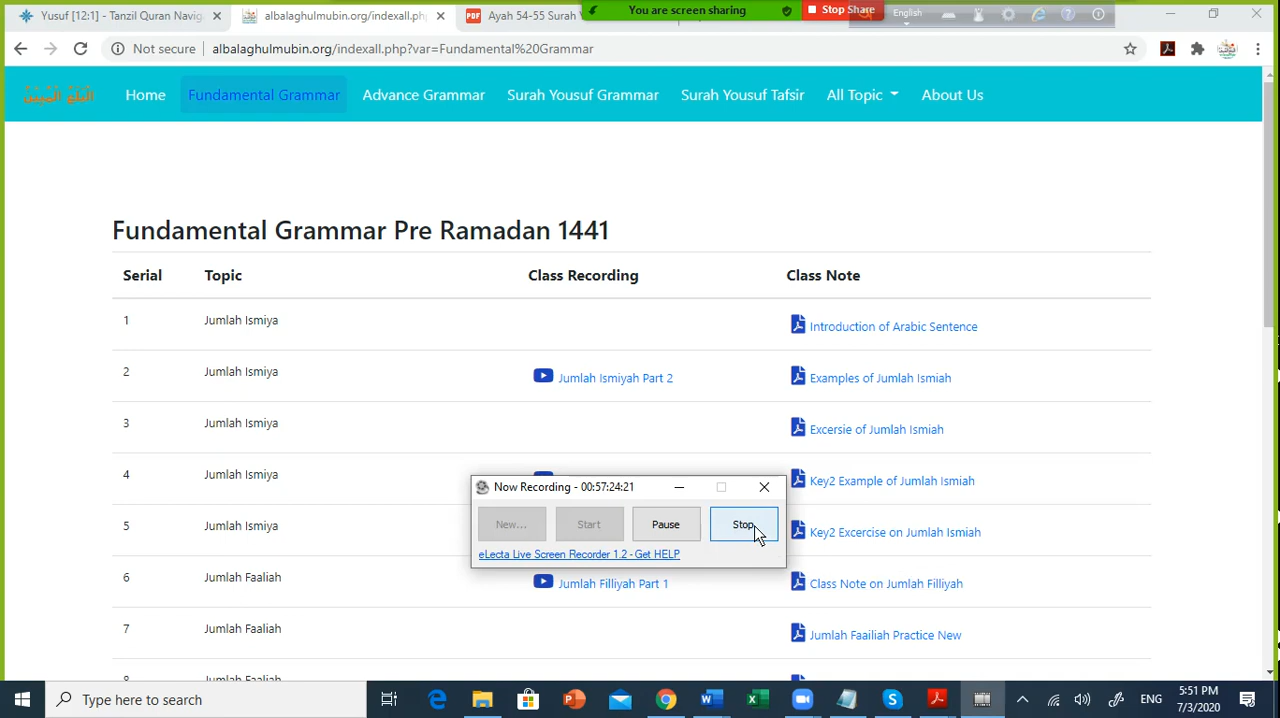 Yusuf [12:1] - Tanzil Quran Navig
albalaghulmubin.org/indexall.ph
Ayah 54-55 Surah
You are screen sharing
Stop Share
English
Not secure
albalaghulmubin.org/indexall.php?var=Fundamental%20Grammar
البلغ المبين
Home
Fundamental Grammar
Advance Grammar
Surah Yousuf Grammar
Surah Yousuf Tafsir
All Topic
About Us
Fundamental Grammar Pre Ramadan 1441
Serial Topic Class Recording Class Note
1 Jumlah Ismiya Introduction of Arabic Sentence
2 Jumlah Ismiya Jumlah Ismiyah Part 2 Examples of Jumlah Ismiah
3 Jumlah Ismiya Excersie of Jumlah Ismiah
4 Jumlah Ismiya Key2 Example of Jumlah Ismiah
Now Recording - 00:57:24:21
5 Jumlah Ismiya Key2 Excercise on Jumlah Ismiah
New... Start Pause Stop
eLecta Live Screen Recorder 1.2 - Get HELP
6 Jumlah Faaliah Jumlah Filliyah Part 1 Class Note on Jumlah Filliyah
7 Jumlah Faaliah Jumlah Faailiah Practice New
8 Jumlah Faaliah
Type here to search
ENG
5:51 PM
7/3/2020